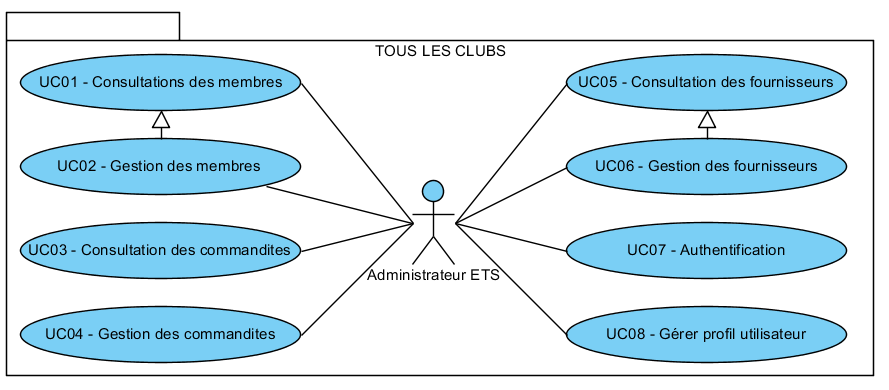 TOUS LES CLUBS
UC01 - Consultations des membres
UC02 - Gestion des membres
UC03 - Consultation des commandites
UC04 - Gestion des commandites
Administrateur ETS
UC05 - Consultation des fournisseurs
UC06 - Gestion des fournisseurs
UC07 - Authentification
UC08 - Gérer profil utilisateur